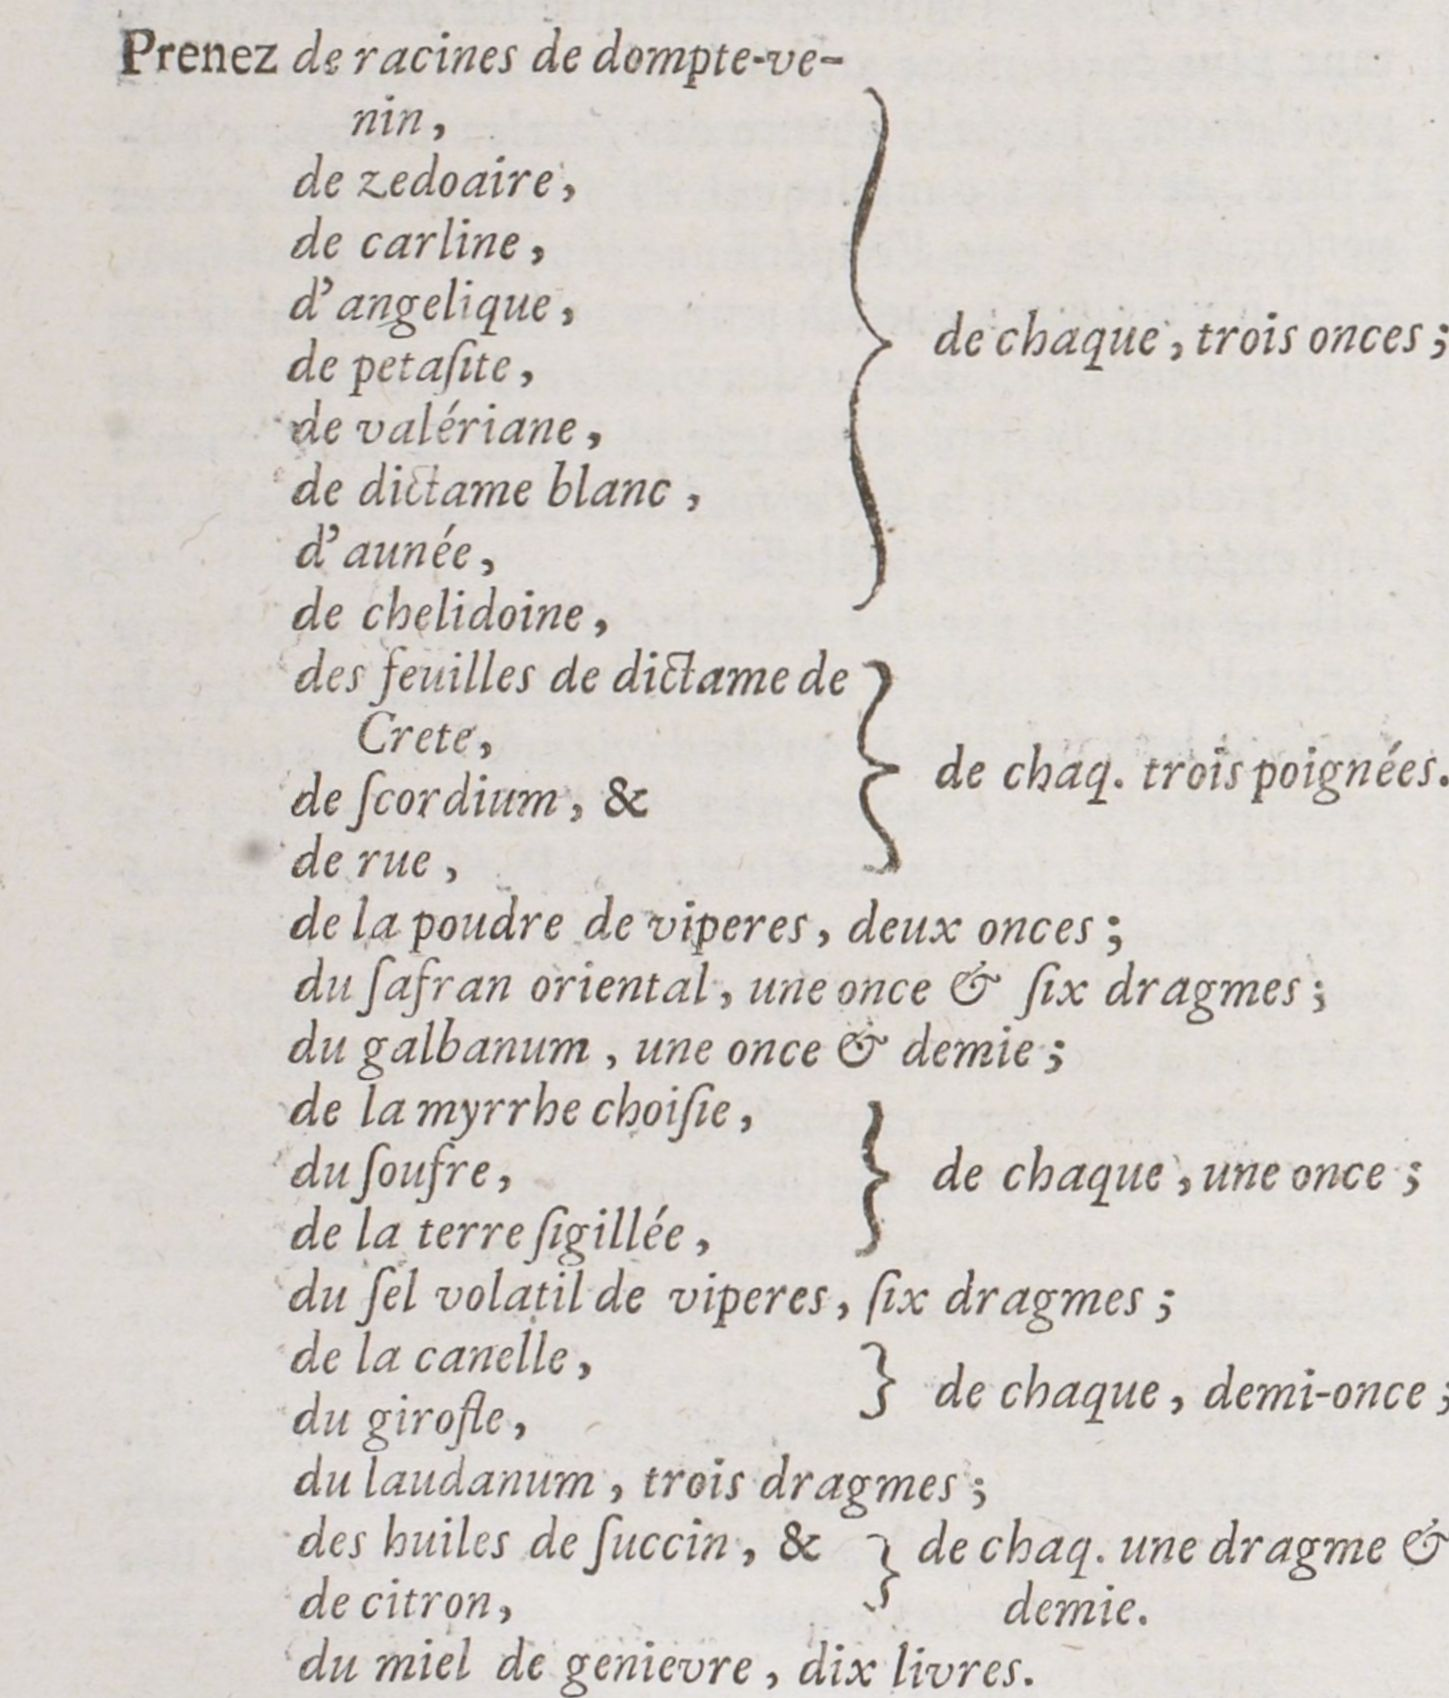 Prenez de racines de dompte-ve-
nin,
de zedoaire,
de carline,
d'angelique,
de chaque, trois onces;
de petaſite,
de valériane,
de dictame blanc,
d'aunée,
de chelidoine,
des feuilles de dictame de
Crete,
de chaq. trois poignées.
de ſcordium, &
de rue,
de la poudre de viperes, deux onces;
du ſafran oriental, une once & ſix dragmes;
du galbanum, une once & demie;
de la myrrhe choiſie,
du ſoufre,
de chaque, une once;
de la terre ſigillée,
du ſel volatil de viperes, ſix dragmes;
de la canelle,
de chaque, demi-once;
du girofle,
du laudanum, trois dragmes;
des huiles de ſuccin, & de chaq. une dragme &
de citron, demie.
du miel de genievre, dix livres.